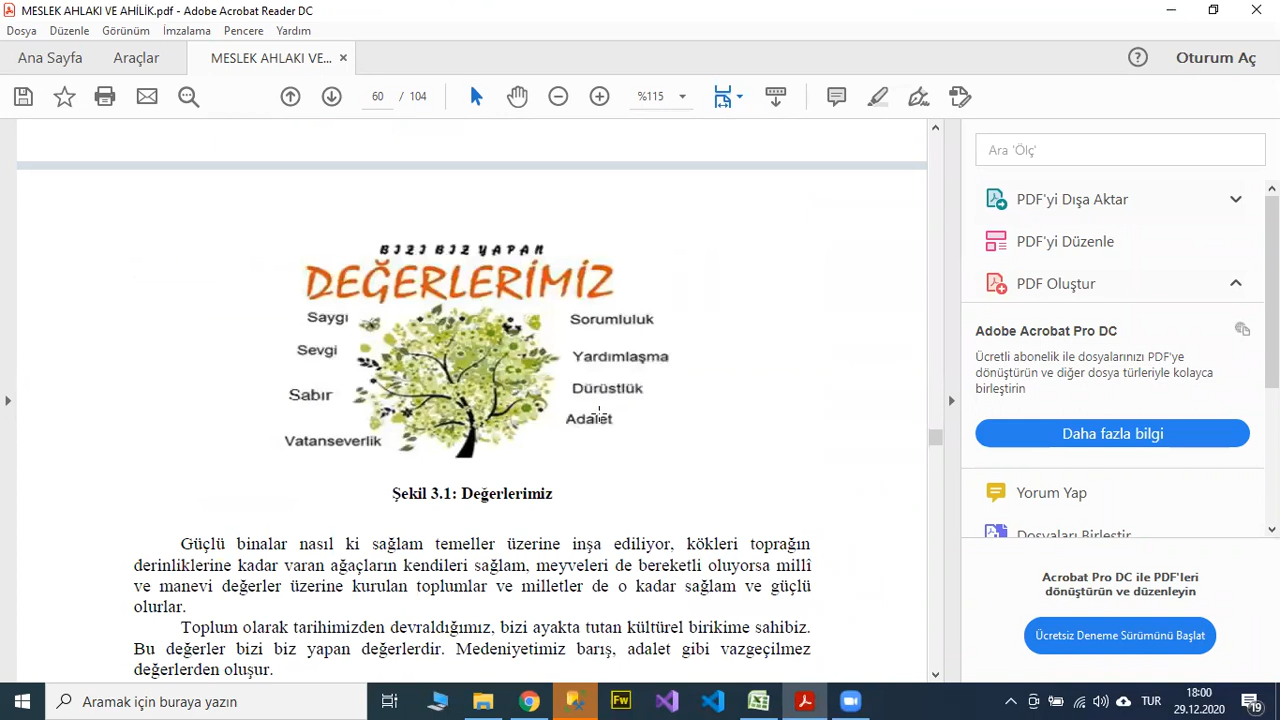 MESLEK AHLAKI VE AHİLİK.pdf - Adobe Acrobat Reader DC
Dosya Düzenle Görünüm İmzalama Pencere Yardım
Ana Sayfa Araçlar MESLEK AHLAKI VE... × Oturum Aç
60 / 104 %115
Ara 'Ölç'
PDF'yi Dışa Aktar
PDF'yi Düzenle
PDF Oluştur
Adobe Acrobat Pro DC
Ücretli abonelik ile dosyalarınızı PDF'ye
dönüştürün ve diğer dosya türleriyle kolayca
birleştirin
Daha fazla bilgi
Yorum Yap
Dosyaları Birleştir
Acrobat Pro DC ile PDF'leri
dönüştürün ve düzenleyin
Ücretsiz Deneme Sürümünü Başlat
BİZİ BİZ YAPAN
DEĞERLERİMİZ
Saygı
Sevgi
Sabır
Vatanseverlik
Sorumluluk
Yardımlaşma
Dürüstlük
Adalet
Şekil 3.1: Değerlerimiz
Güçlü binalar nasıl ki sağlam temeller üzerine inşa ediliyor, kökleri toprağın
derinliklerine kadar varan ağaçların kendileri sağlam, meyveleri de bereketli oluyorsa millî
ve manevi değerler üzerine kurulan toplumlar ve milletler de o kadar sağlam ve güçlü
olurlar.
Toplum olarak tarihimizden devraldığımız, bizi ayakta tutan kültürel birikime sahibiz.
Bu değerler bizi biz yapan değerlerdir. Medeniyetimiz barış, adalet gibi vazgeçilmez
değerlerden oluşur.
Aramak için buraya yazın
Fw
TUR
18:00
29.12.2020
19